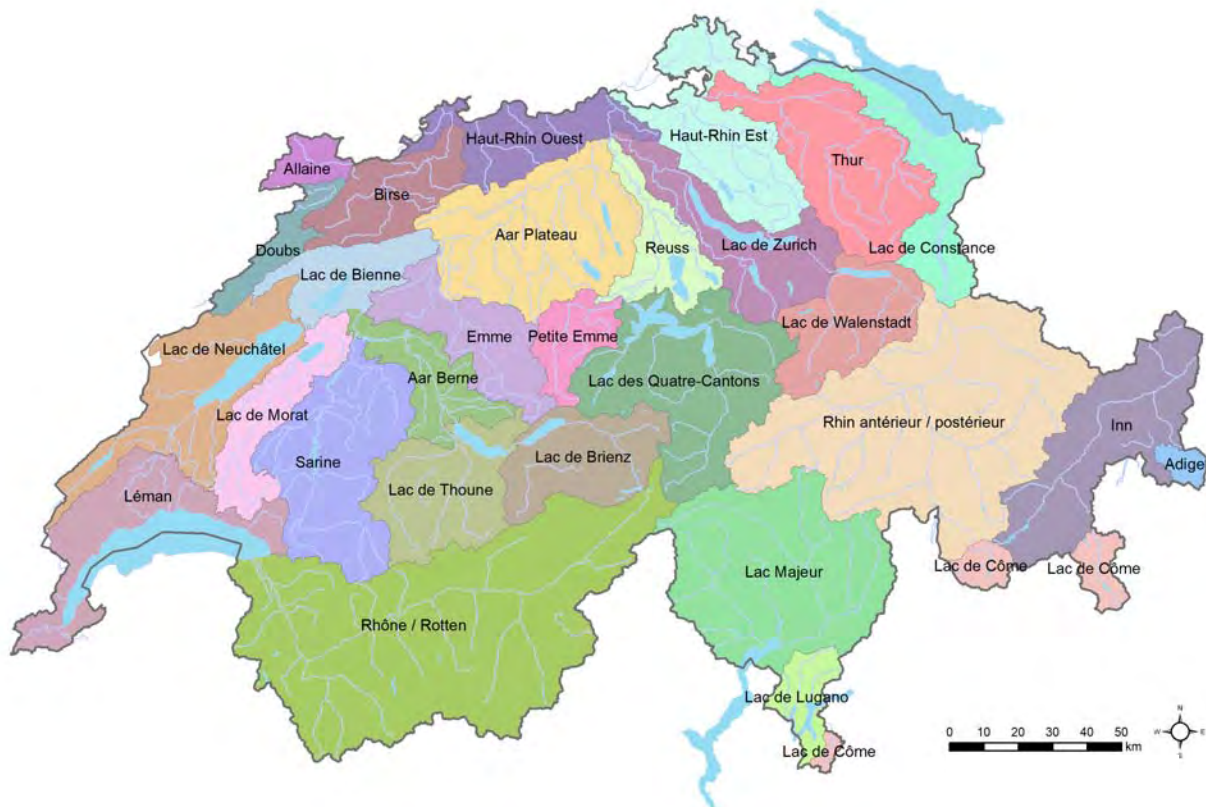 Haut-Rhin Ouest
Haut-Rhin Est
Thur
Allaine
Birse
Doubs
Aar Plateau
Reuss
Lac de Zurich
Lac de Constance
Lac de Bienne
Lac de Neuchâtel
Emme
Petite Emme
Lac de Walenstadt
Aar Berne
Lac des Quatre-Cantons
Lac de Morat
Rhin antérieur / postérieur
Inn
Sarine
Lac de Brienz
Adige
Léman
Lac de Thoune
Lac de Côme
Lac de Côme
Lac Majeur
Rhône / Rotten
Lac de Lugano
Lac de Côme
N
W
E
S
0 10 20 30 40 50
km